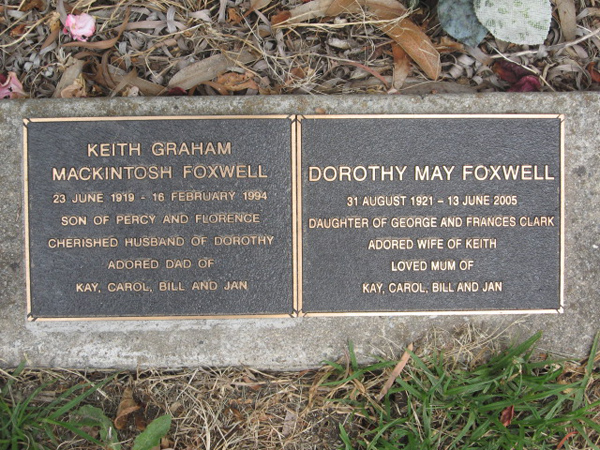 KEITH GRAHAM
MACKINTOSH FOXWELL
23 JUNE 1919 - 16 FEBRUARY 1994
SON OF PERCY AND FLORENCE
CHERISHED HUSBAND OF DOROTHY
ADORED DAD OF
KAY, CAROL, BILL AND JAN
DOROTHY MAY FOXWELL
31 AUGUST 1921 - 13 JUNE 2005
DAUGHTER OF GEORGE AND FRANCES CLARK
ADORED WIFE OF KEITH
LOVED MUM OF
KAY, CAROL, BILL AND JAN